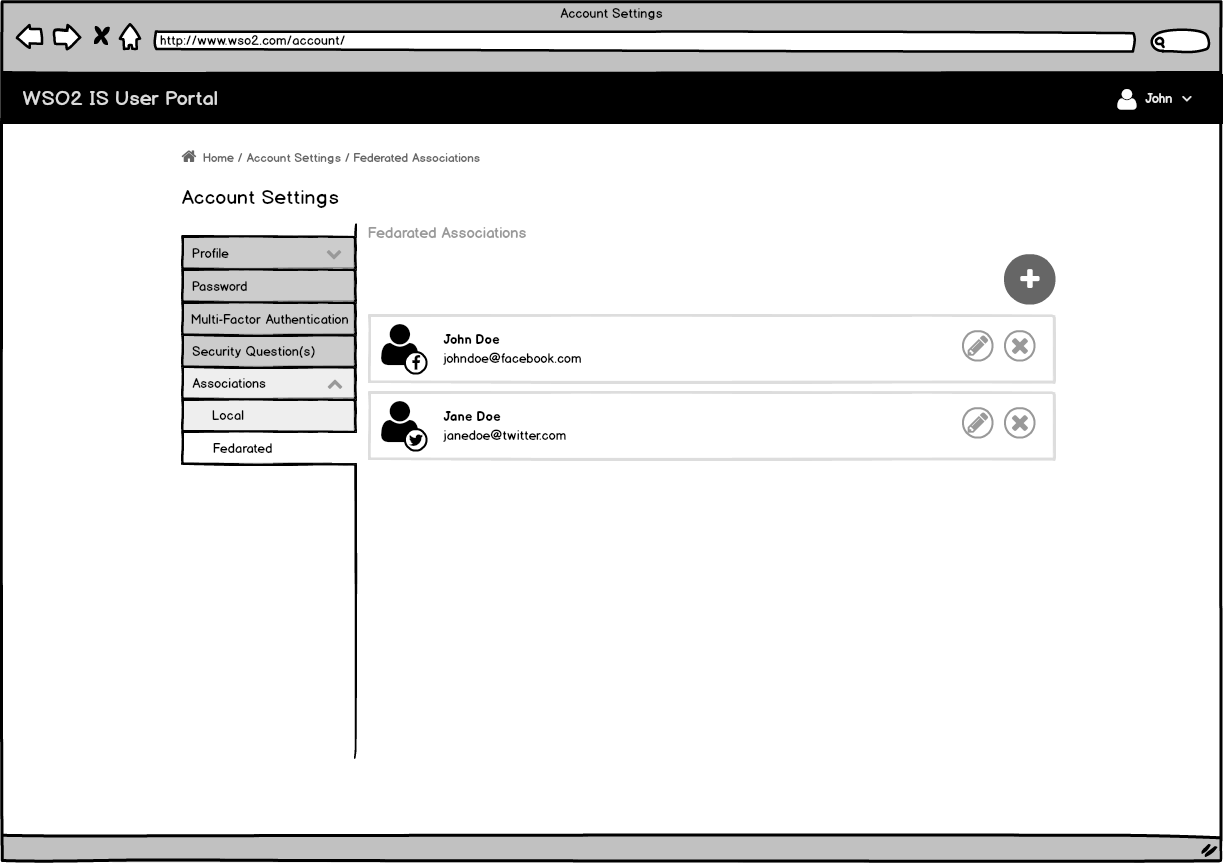 Account Settings
http://www.wso2.com/account/
WSO2 IS User Portal
John
Home / Account Settings / Federated Associations
Account Settings
Fedarated Associations
Profile
Password
Multi-Factor Authentication
Security Question(s)
Associations
Local
Fedarated
John Doe
johndoe@facebook.com
Jane Doe
janedoe@twitter.com